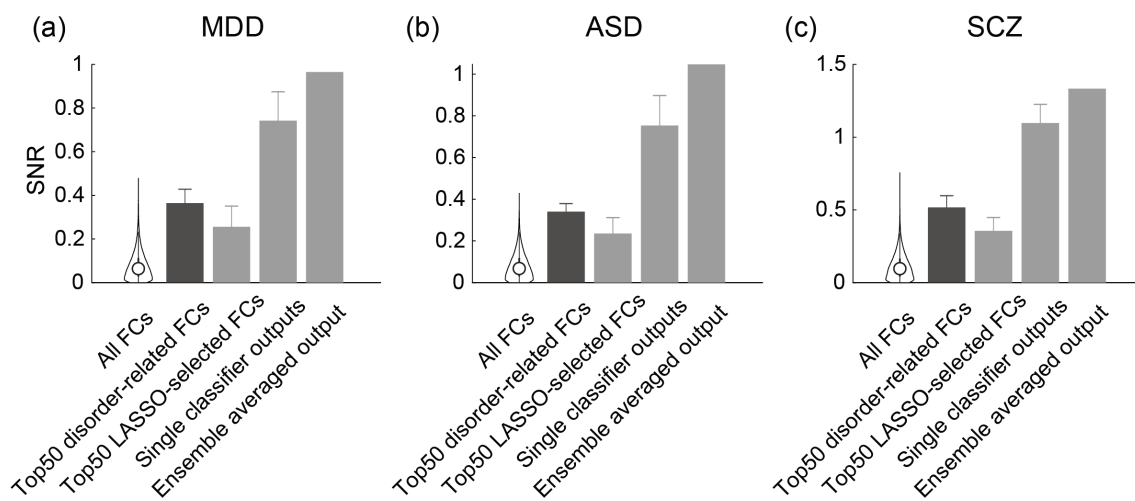 (a) MDD
SNR
1
0.8
0.6
0.4
0.2
0
All FCs
Top50 disorder-related FCs
Top50 LASSO-selected FCs
Single classifier outputs
Ensemble averaged output
(b) ASD
1
0.8
0.6
0.4
0.2
0
All FCs
Top50 disorder-related FCs
Top50 LASSO-selected FCs
Single classifier outputs
Ensemble averaged output
(c) SCZ
1.5
1
0.5
0
All FCs
Top50 disorder-related FCs
Top50 LASSO-selected FCs
Single classifier outputs
Ensemble averaged output